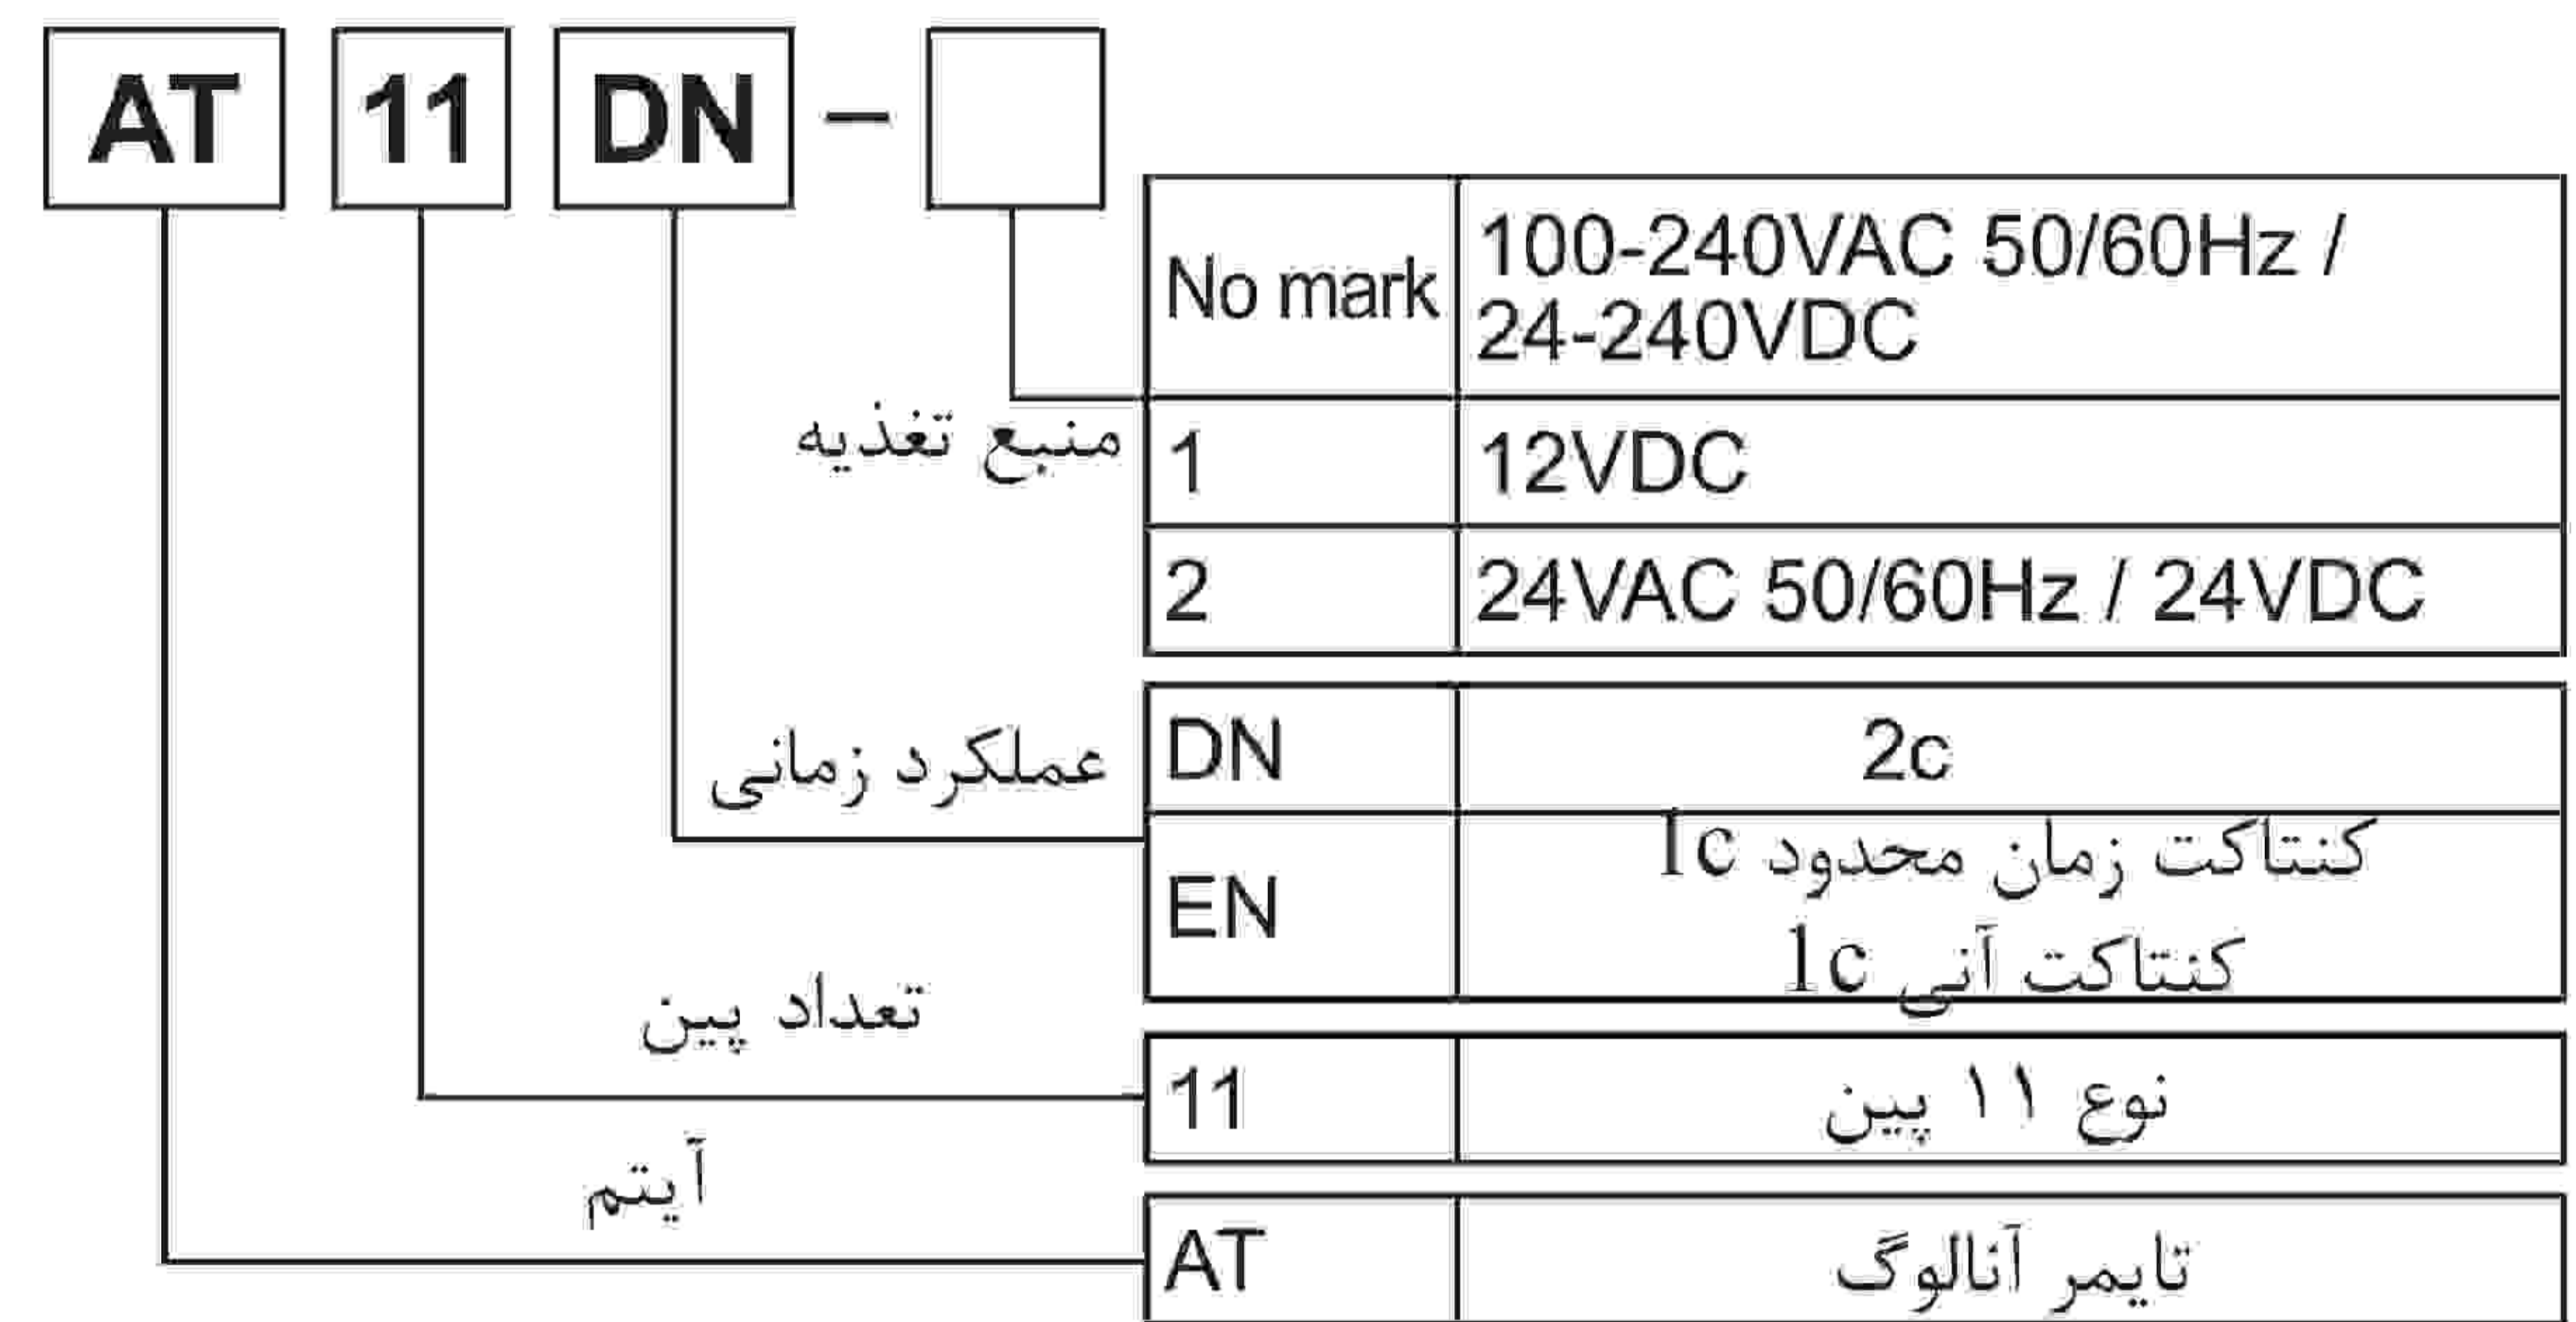 AT 11 DN –
No mark 100-240VAC 50/60Hz /
24-240VDC
منبع تغذیه
1 12VDC
2 24VAC 50/60Hz / 24VDC
عملکرد زمانی
DN 2c
EN
کنتاکت زمان محدود 1c
کنتاکت آنی 1c
تعداد پین
11 نوع ۱۱ پین
آیتم
AT تایمر آنالوگ